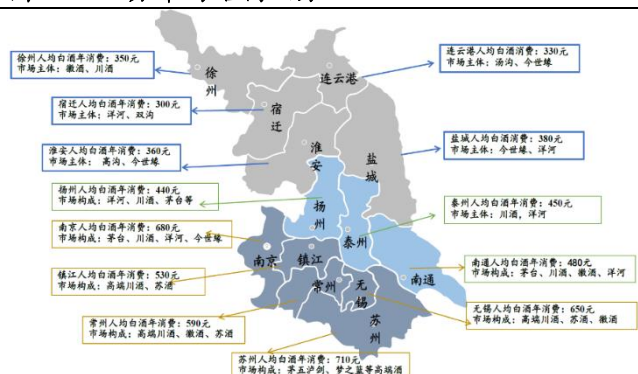 徐州人均白酒年消费：350元
市场主体：徽酒、川酒
连云港人均白酒年消费：330元
市场主体：汤沟、今世缘
徐州
连云港
宿迁人均白酒年消费：300元
市场主体：洋河、双沟
宿迁
淮安人均白酒年消费：360元
市场主体： 高沟、今世缘
淮安
盐城
盐城人均白酒年消费：380元
市场主体：今世缘、洋河
扬州人均白酒年消费：440元
市场构成：洋河、川酒、茅台等
扬州
泰州人均白酒年消费：450元
市场主体：川酒，洋河
南京人均白酒年消费：680元
市场构成：茅台、川酒、洋河、今世缘
泰州
南京
镇江
南通
南通人均白酒年消费：480元
市场构成：茅台、川酒、徽酒、洋河
镇江人均白酒年消费：530元
市场构成：高端川酒、苏酒
常州
无锡
无锡人均白酒年消费：650元
市场构成：高端川酒、苏酒、徽酒
常州人均白酒年消费：590元
市场构成：高端川酒、徽酒、苏酒
苏州
苏州人均白酒年消费：710元
市场构成：茅五泸剑、梦之蓝等高端酒